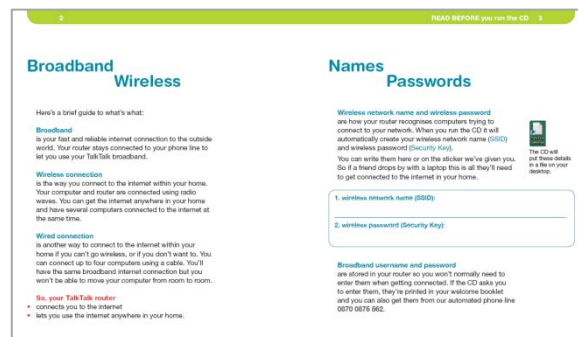 2
READ BEFORE you run the CD 3
Broadband
Wireless
Here's a brief guide to what's what:
Broadband
is your fast and reliable internet connection to the outside
world. Your router stays connected to your phone line to
let you use your TalkTalk broadband.
Wireless connection
is the way you connect to the internet within your home.
Your computer and router are connected using radio
waves. You can get the internet anywhere in your home
and have several computers connected to the internet at
the same time.
Wired connection
is another way to connect to the internet within your
home if you can't go wireless, or if you don't want to. You
can connect up to four computers using a cable. You'll
have the same broadband internet connection but you
won't be able to move your computer from room to room.
So, your TalkTalk router
• connects you to the internet
• lets you use the internet anywhere in your home.
Names
Passwords
Wireless network name and wireless password
are how your router recognises computers trying to
connect to your network. When you run the CD it will
automatically create your wireless network name (SSID)
and wireless password (Security Key).
You can write them here or on the sticker we've given you.
So if a friend drops by with a laptop this is all they'll need
to get connected to the internet in your home.
The CD will
put these details
in a file on your
desktop.
1. wireless network name (SSID):
2. wireless password (Security Key):
Broadband username and password
are stored in your router so you won't normally need to
enter them when getting connected. If the CD asks you
to enter them, they're printed in your welcome booklet
and you can also get them from our automated phone line
0870 0875 562.